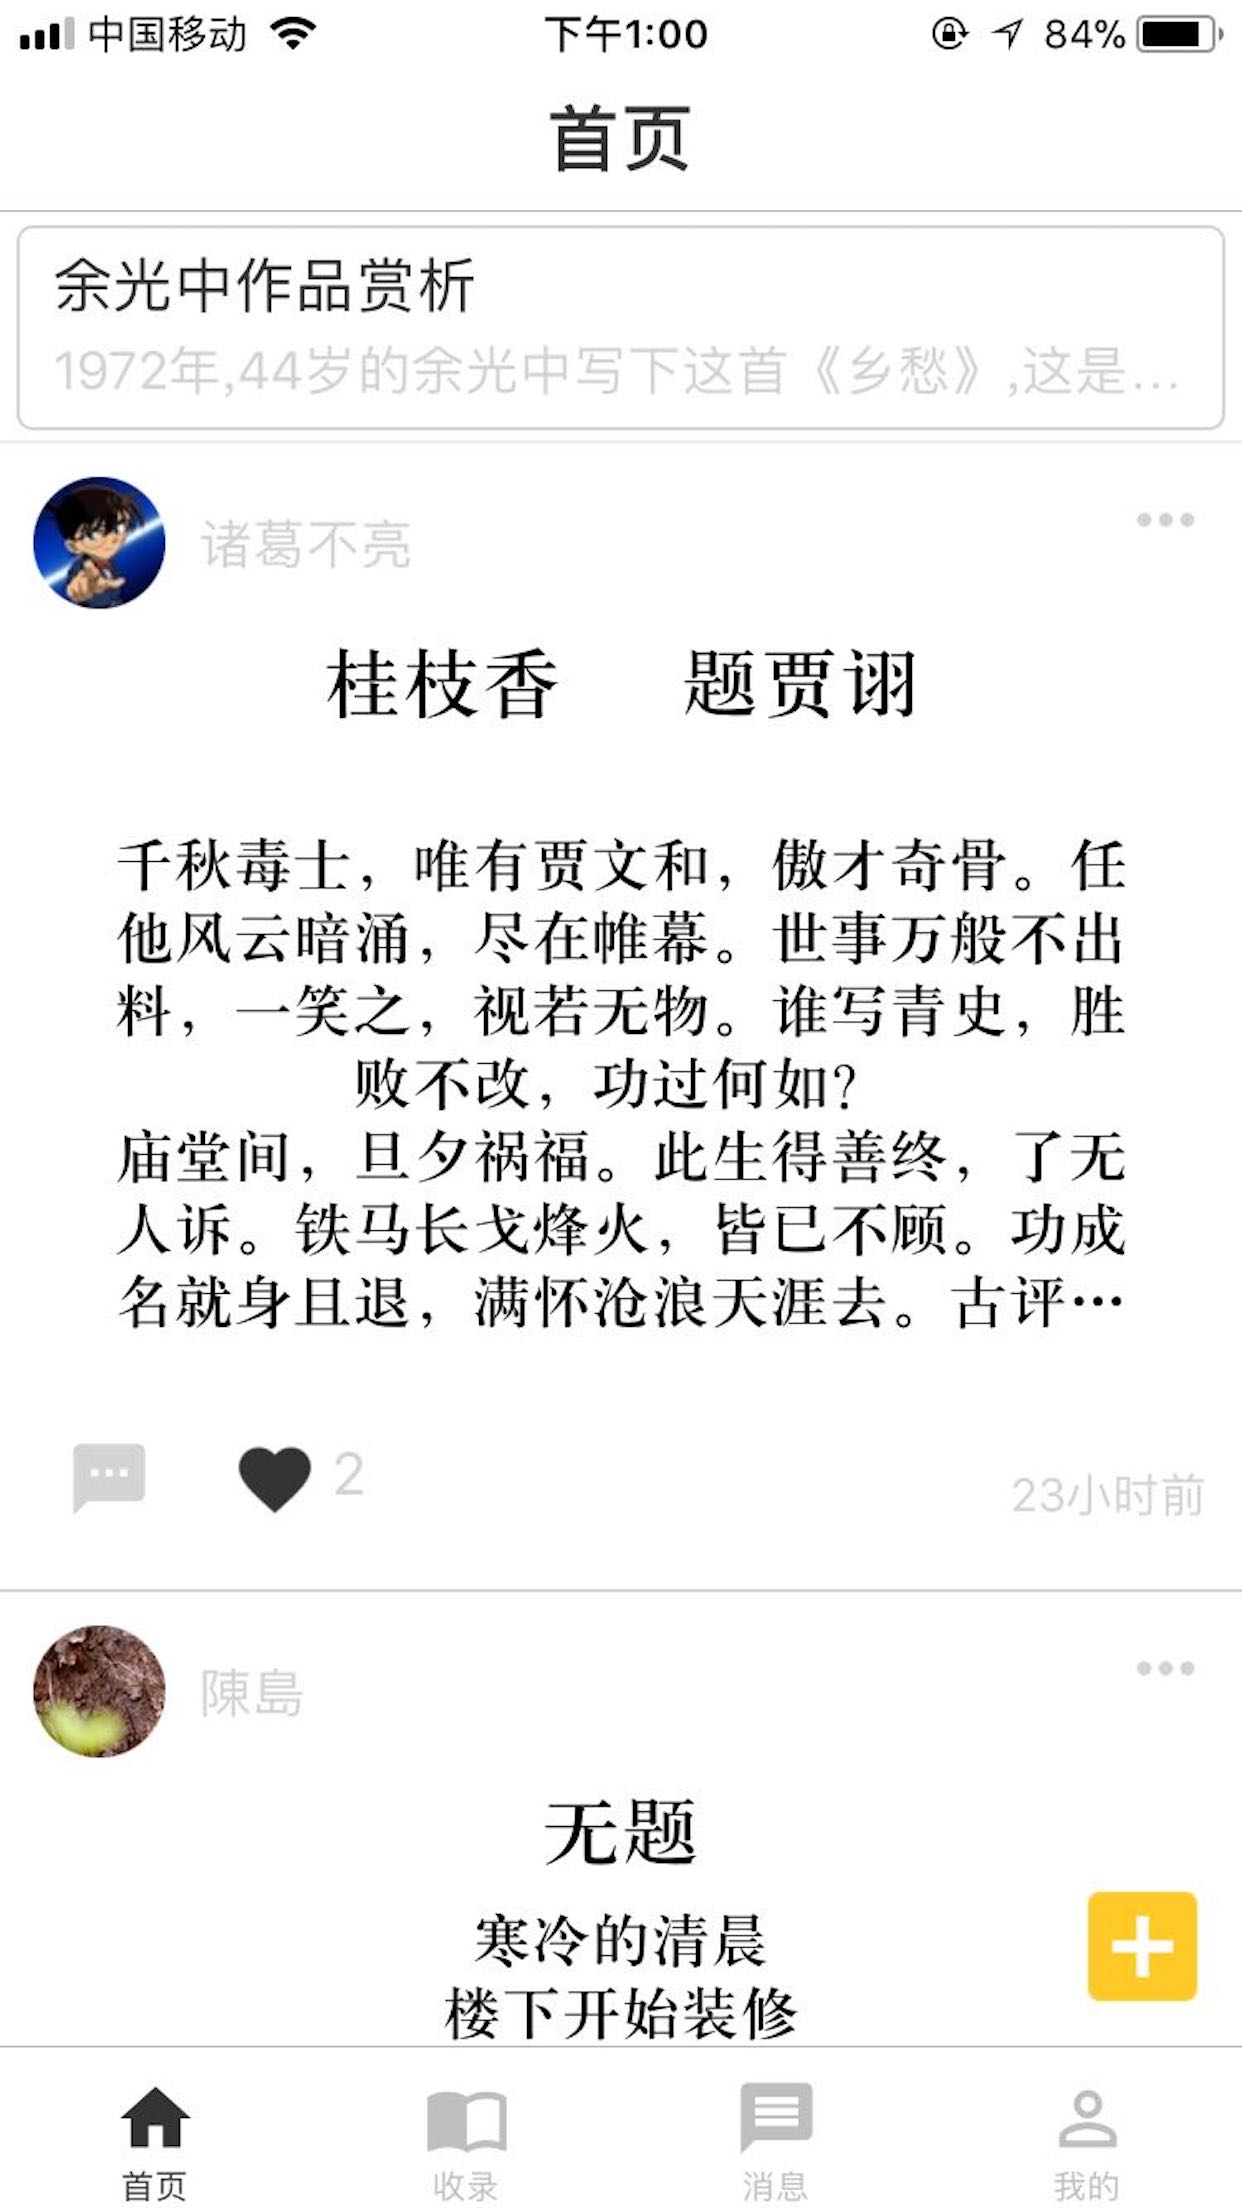 中国移动 下午1:00 84%
首页
余光中作品赏析
1972年,44岁的余光中写下这首《乡愁》,这是...
诸葛不亮
桂枝香 题贾诩
千秋毒士，唯有贾文和，傲才奇骨。任
他风云暗涌，尽在帷幕。世事万般不出
料，一笑之，视若无物。谁写青史，胜
败不改，功过何如？
庙堂间，旦夕祸福。此生得善终，了无
人诉。铁马长戈烽火，皆已不顾。功成
名就身且退，满怀沧浪天涯去。古评…
2 23小时前
陳島
无题
寒冷的清晨
楼下开始装修
首页 收录 消息 我的